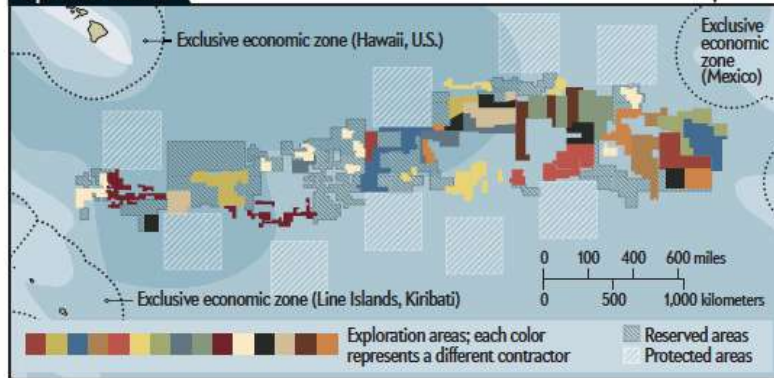 Exclusive economic zone (Hawaii, U.S.)
Exclusive
economic
zone
(Mexico)
0 100 400 600 miles
0 500 1,000 kilometers
Exclusive economic zone (Line Islands, Kiribati)
Exploration areas; each color
represents a different contractor
Reserved areas
Protected areas